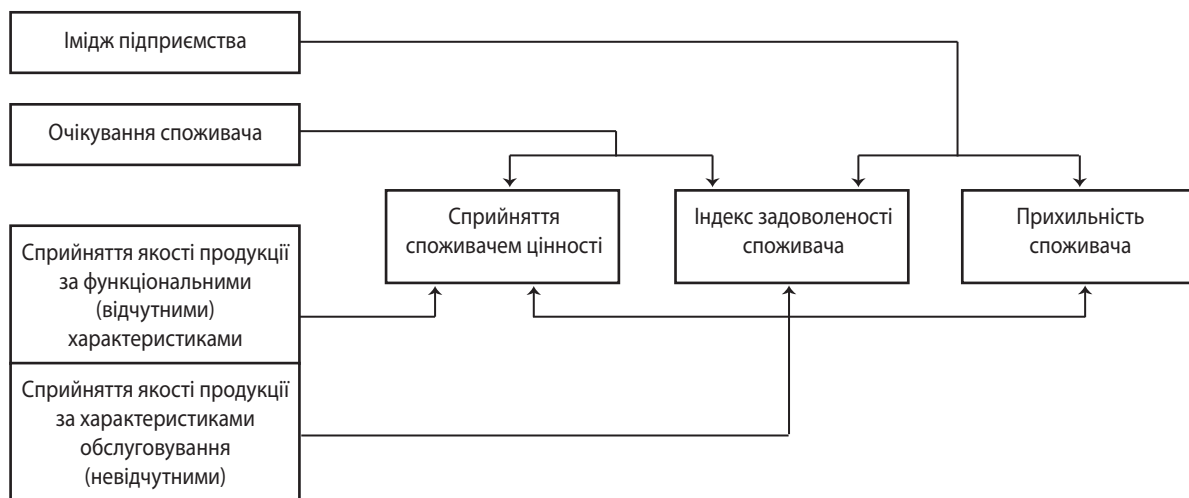 Імідж підприємства
Очікування споживача
Сприйняття
споживачем цінності
Індекс задоволеності
споживача
Прихильність
споживача
Сприйняття якості продукції
за функціональними
(відчутними)
характеристиками
Сприйняття якості продукції
за характеристиками
обслуговування
(невідчутними)